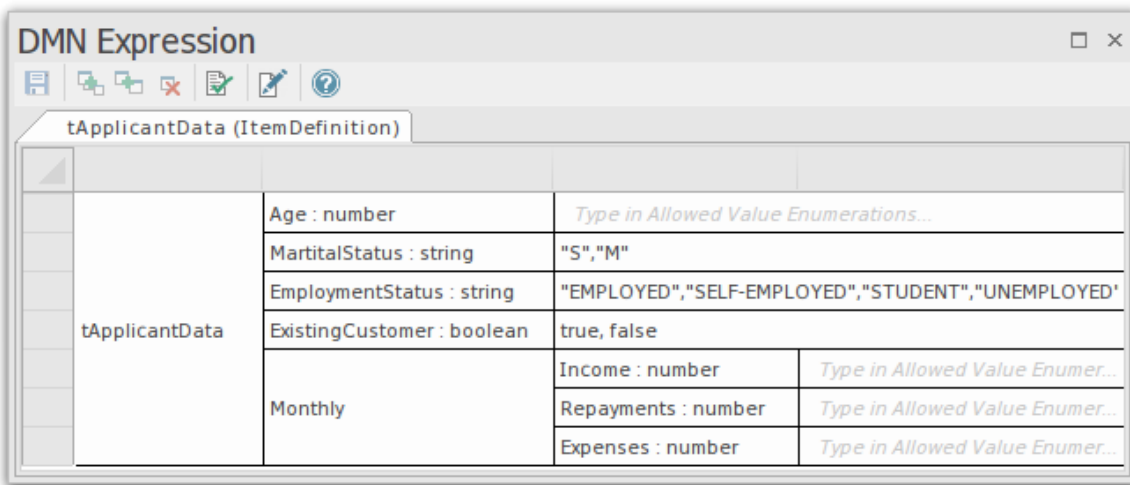 DMN Expression
tApplicantData (ItemDefinition)
Age : number
Type in Allowed Value Enumerations...
MartitalStatus : string
"S","M"
EmploymentStatus : string
"EMPLOYED","SELF-EMPLOYED","STUDENT","UNEMPLOYED'
tApplicantData
ExistingCustomer : boolean
true, false
Monthly
Income : number
Type in Allowed Value Enumer...
Repayments : number
Type in Allowed Value Enumer...
Expenses : number
Type in Allowed Value Enumer...